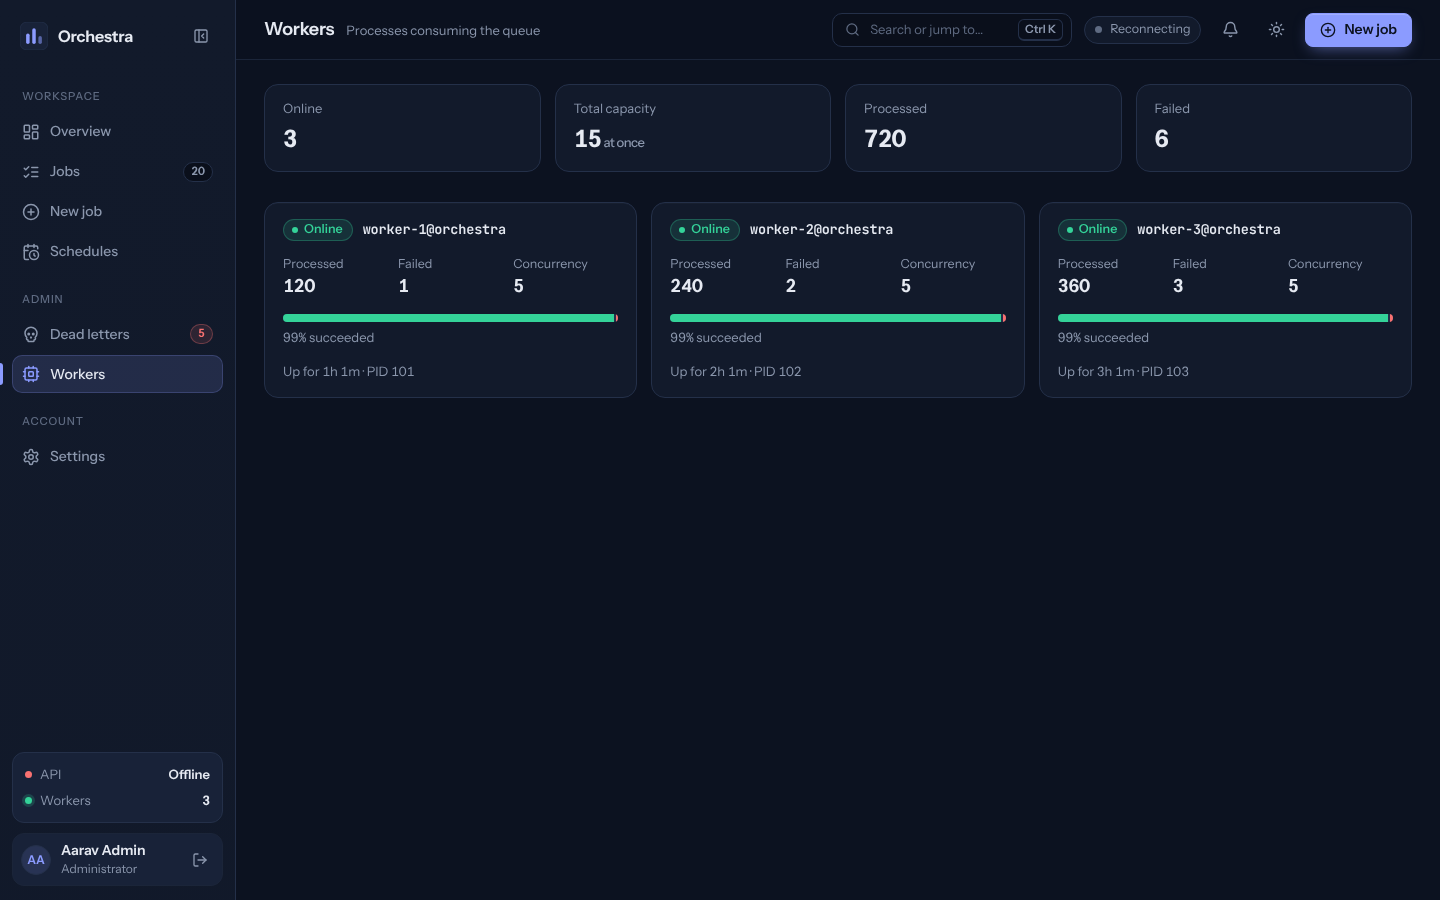 Orchestra
WORKSPACE
Overview
Jobs 20
New job
Schedules
ADMIN
Dead letters 5
Workers
ACCOUNT
Settings
API Offline
Workers 3
AA Aarav Admin
Administrator
Workers Processes consuming the queue
Search or jump to... Ctrl K
Reconnecting
New job
Online
3
Total capacity
15 at once
Processed
720
Failed
6
Online worker-1@orchestra
Processed Failed Concurrency
120 1 5
99% succeeded
Up for 1h 1m · PID 101
Online worker-2@orchestra
Processed Failed Concurrency
240 2 5
99% succeeded
Up for 2h 1m · PID 102
Online worker-3@orchestra
Processed Failed Concurrency
360 3 5
99% succeeded
Up for 3h 1m · PID 103